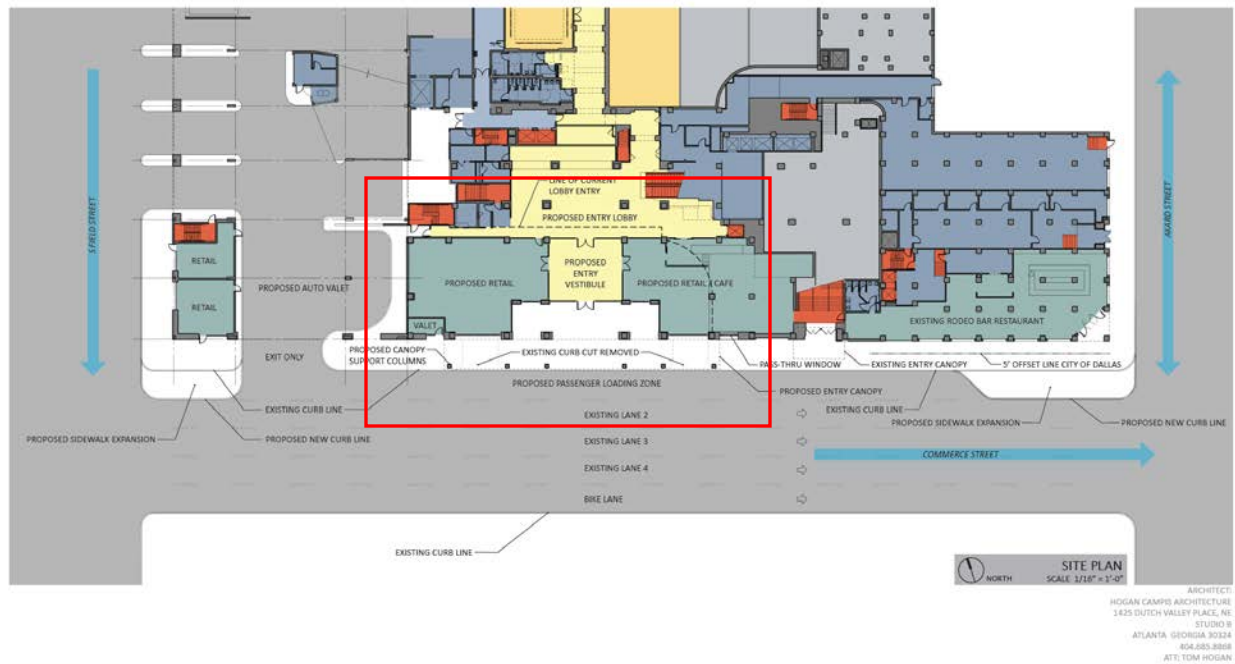 LINE OF CURRENT
LOBBY ENTRY
PROPOSED ENTRY LOBBY
S FIELD STREET
AKARD STREET
RETAIL
RETAIL
PROPOSED AUTO VALET
PROPOSED RETAIL
PROPOSED
ENTRY
VESTIBULE
PROPOSED RETAIL / CAFE
VALET
EXISTING RODEO BAR RESTAURANT
EXIT ONLY
PROPOSED CANOPY
SUPPORT COLUMNS
EXISTING CURB CUT REMOVED
PASS-THRU WINDOW
EXISTING ENTRY CANOPY
5' OFFSET LINE CITY OF DALLAS
PROPOSED PASSENGER LOADING ZONE
PROPOSED ENTRY CANOPY
EXISTING CURB LINE
EXISTING LANE 2
EXISTING CURB LINE
PROPOSED SIDEWALK EXPANSION
PROPOSED NEW CURB LINE
PROPOSED SIDEWALK EXPANSION
PROPOSED NEW CURB LINE
EXISTING LANE 3
COMMERCE STREET
EXISTING LANE 4
BIKE LANE
EXISTING CURB LINE
NORTH
SITE PLAN
SCALE 1/16" = 1'-0"
ARCHITECT:
HOGAN CAMPIS ARCHITECTURE
1425 DUTCH VALLEY PLACE, NE
STUDIO B
ATLANTA GEORGIA 30324
404.685.8868
ATT: TOM HOGAN